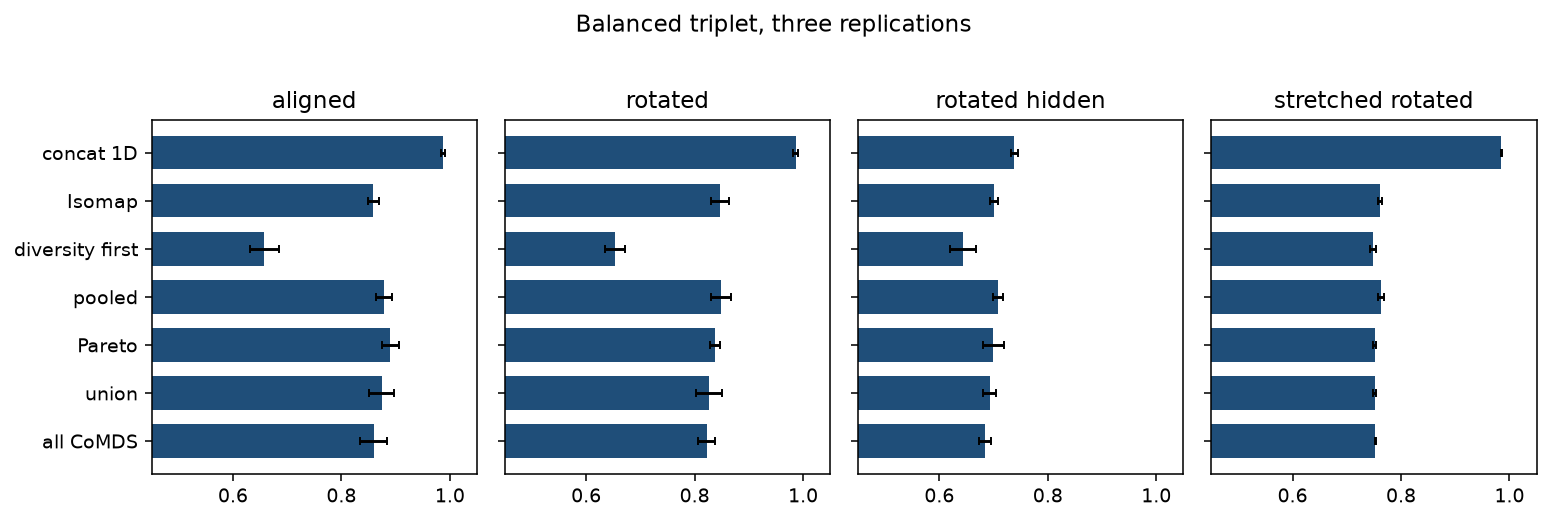 Balanced triplet, three replications
aligned
rotated
rotated hidden
stretched rotated
concat 1D
Isomap
diversity first
pooled
Pareto
union
all CoMDS
0.6 0.8 1.0
0.6 0.8 1.0
0.6 0.8 1.0
0.6 0.8 1.0